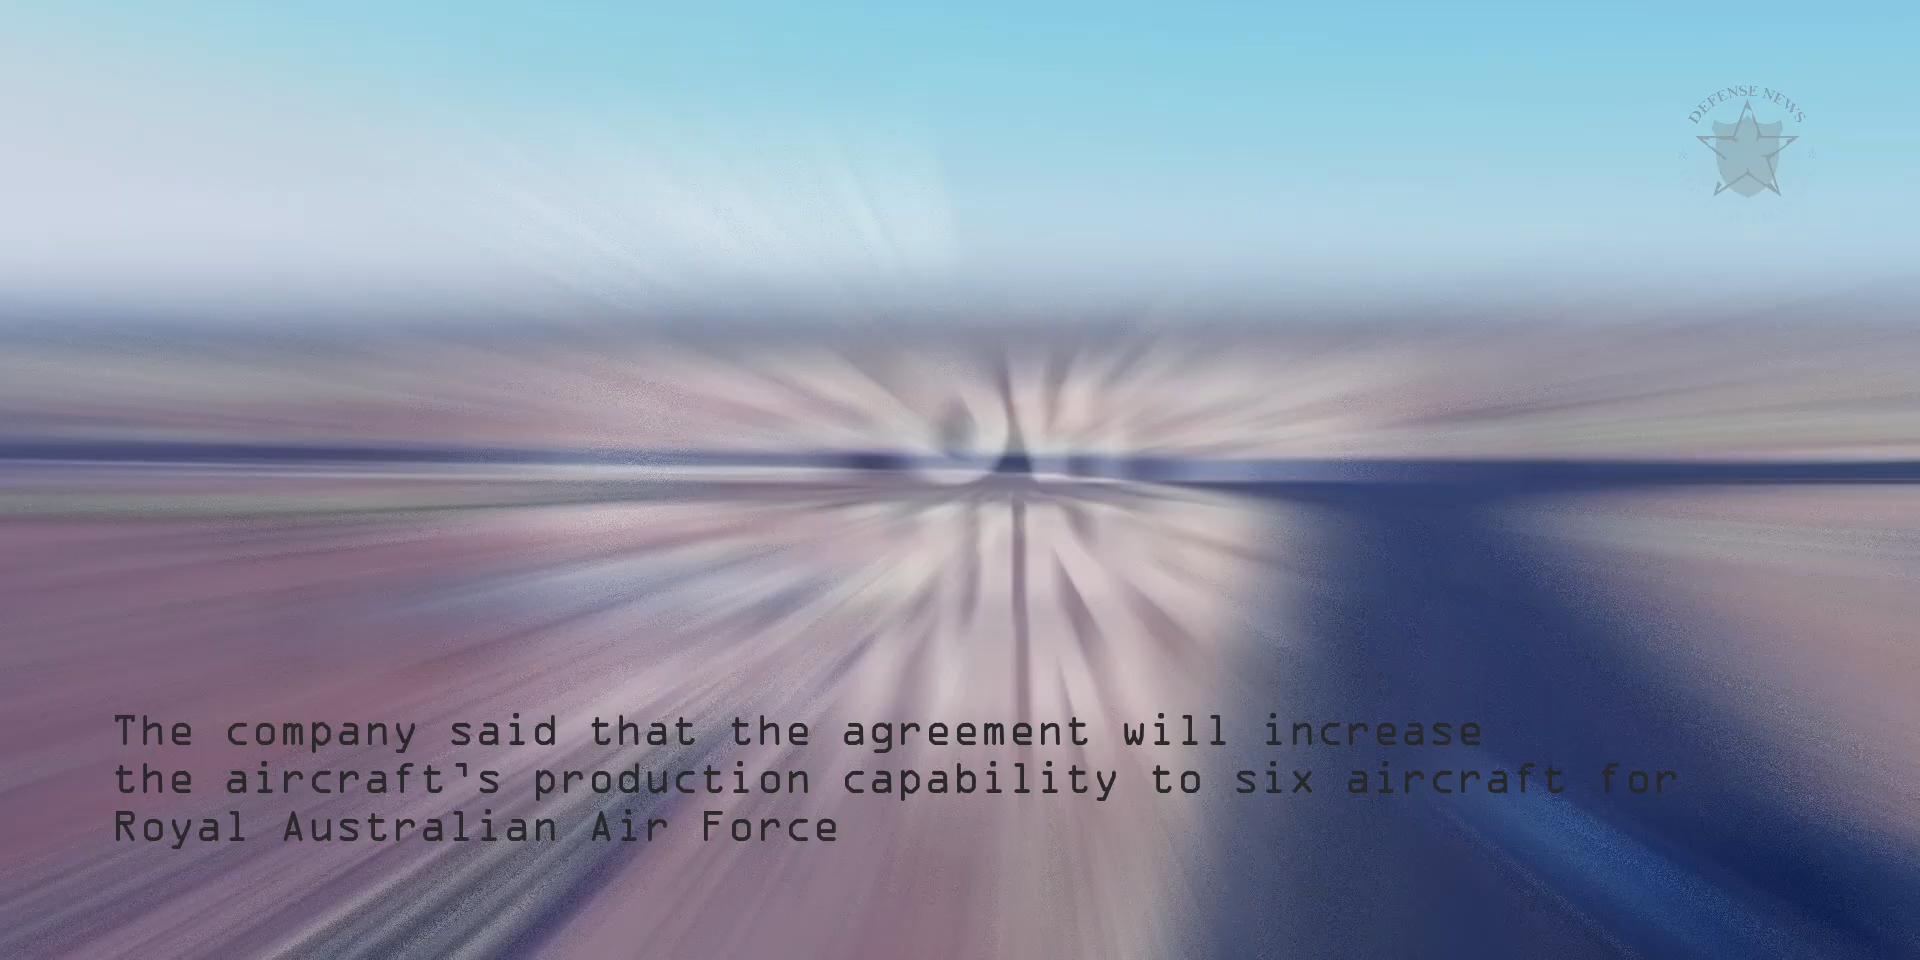 DEFENSE NEWS
The company said that the agreement will increase
the aircraft's production capability to six aircraft for
Royal Australian Air Force